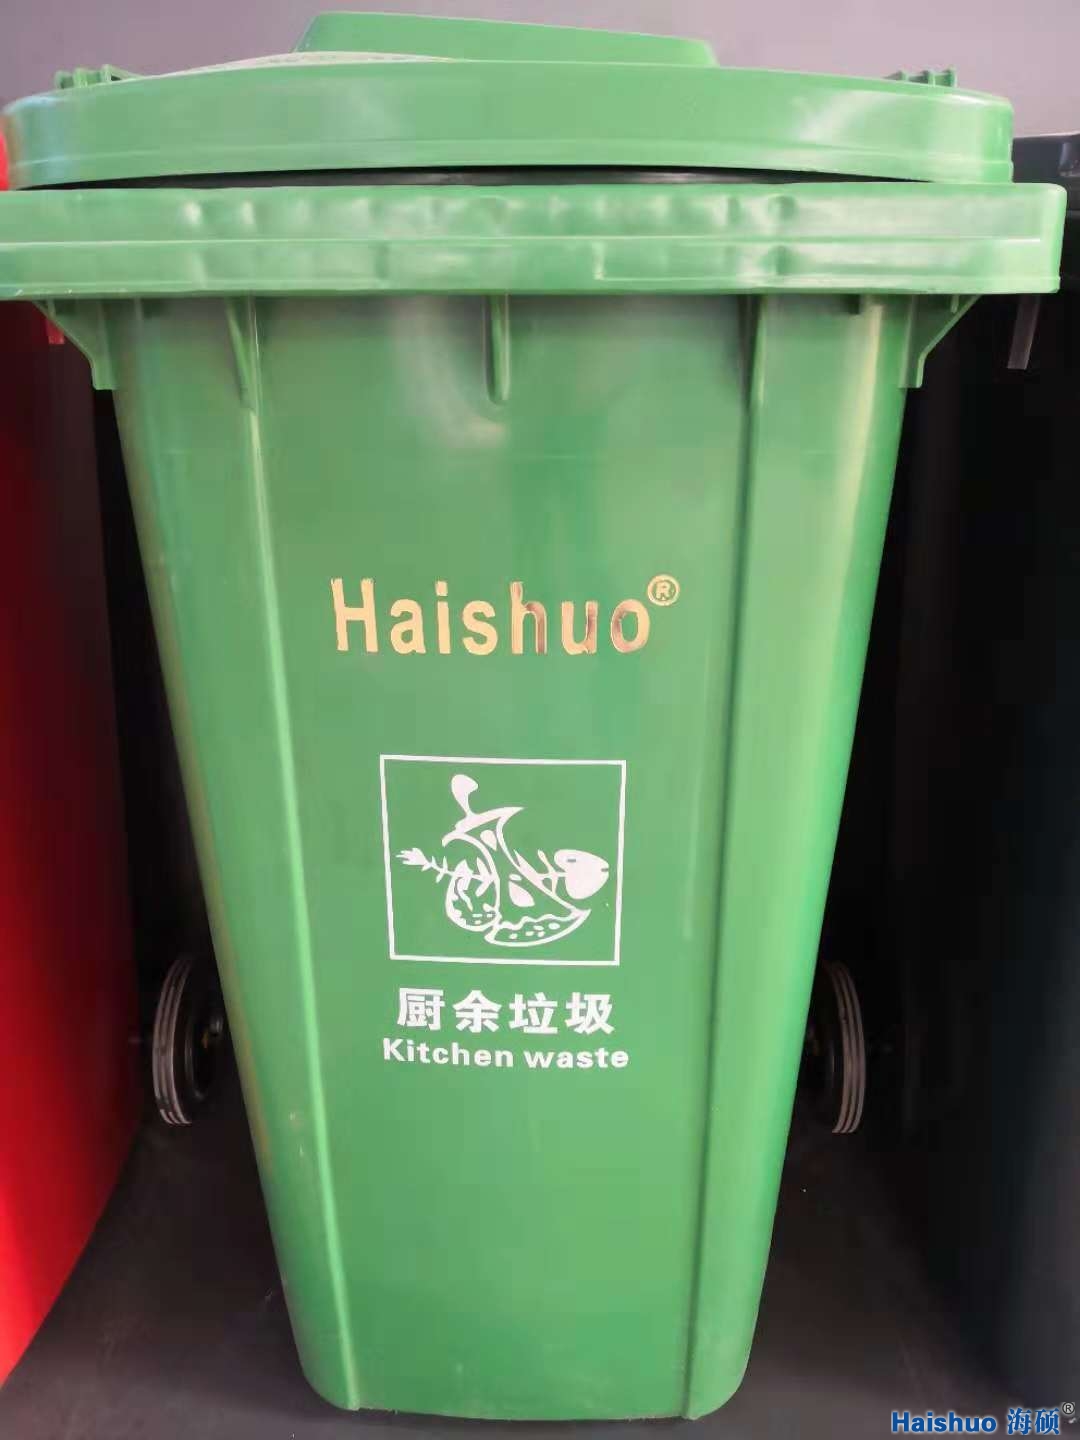 Haishuo®
厨余垃圾
Kitchen waste
Haishuo 海硕®